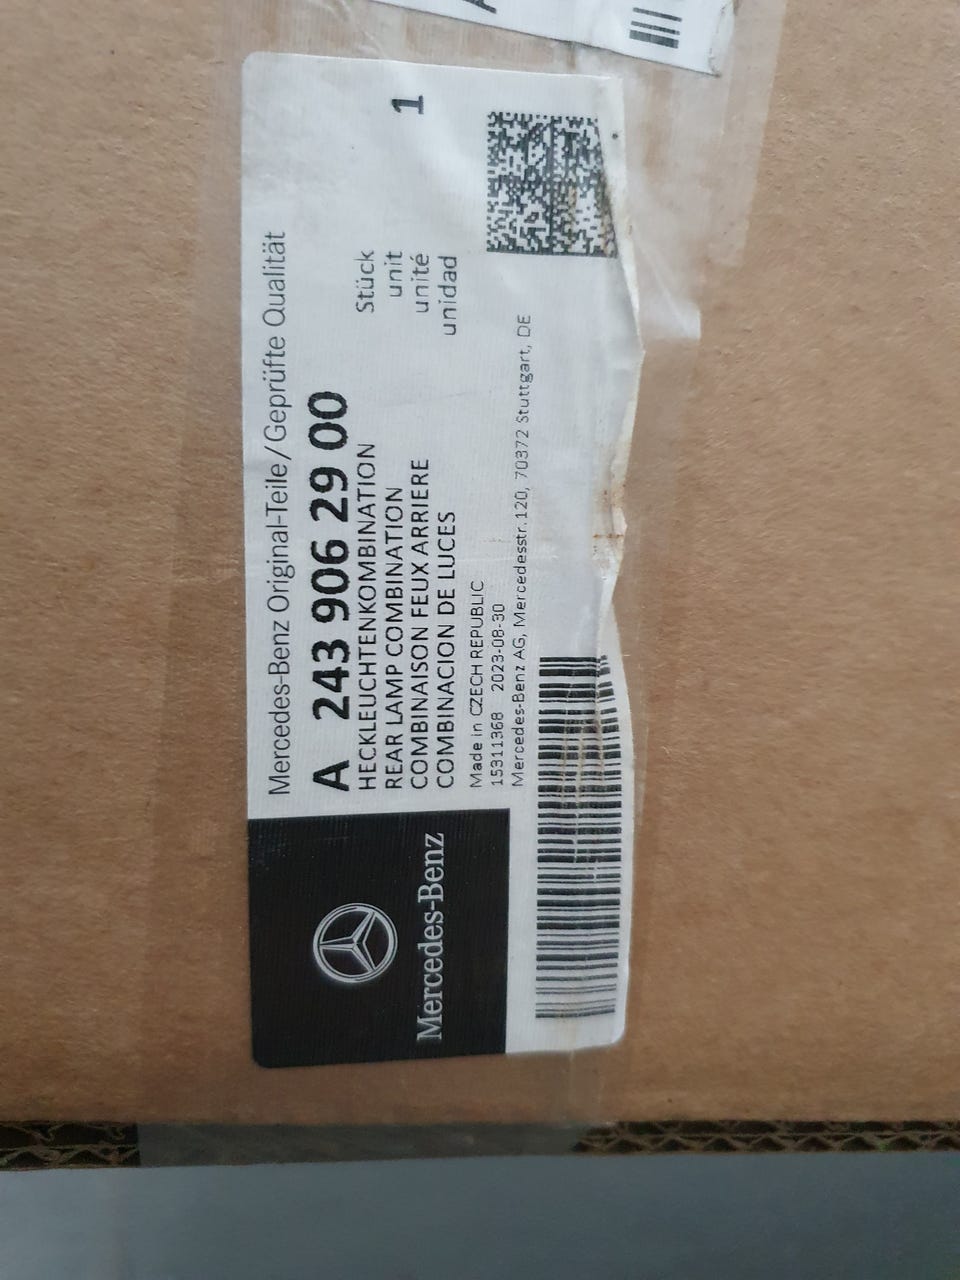 Mercedes-Benz Original-Teile/Geprüfte Qualität
A 243 906 29 00
HECKLEUCHTENKOMBINATION
REAR LAMP COMBINATION
COMBINAISON FEUX ARRIERE
COMBINACION DE LUCES
Stück
unit
unité
unidad
1
Made in CZECH REPUBLIC
15311368 2023-08-30
Mercedes-Benz AG, Mercedesstr.120, 70372 Stuttgart, DE
Mercedes-Benz